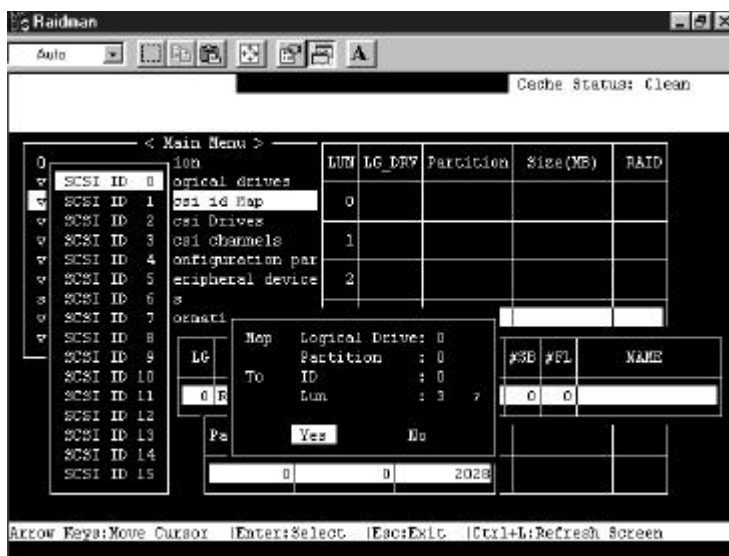 Raidman
Auto
A
Cache Status: Clean
< Main Menu >
LUN LG_DRV Partition Size(MB) RAID
SCSI ID 0 ogical drives
SCSI ID 1 csi id Map 0
SCSI ID 2 csi Drives
SCSI ID 3 csi channels 1
SCSI ID 4 onfiguration par
SCSI ID 5 eripheral device 2
s SCSI ID 6 s
SCSI ID 7 ormati
SCSI ID 8
SCSI ID 9
SCSI ID 10
SCSI ID 11
SCSI ID 12
SCSI ID 13
SCSI ID 14
SCSI ID 15
ion
Map Logical Drive: 0
Partition : 0
To ID : 0
Lun : 3 ?
Yes No
LG #SB #FL NAME
0 R 0 0
Pa
0 0 2028
Arrow Keys:Move Cursor |Enter:Select |Esc:Exit |Ctrl+L:Refresh Screen